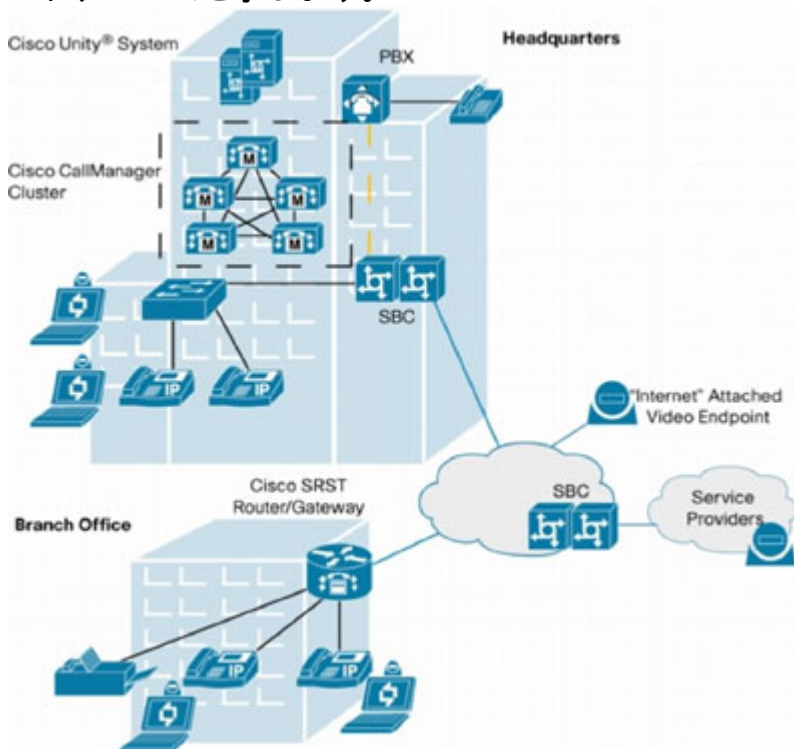 Cisco Unity® System
Headquarters
PBX
Cisco CallManager
Cluster
M
M
M
M
M
SBC
IP
IP
"Internet" Attached
Video Endpoint
Cisco SRST
Router/Gateway
SBC
Service
Providers
Branch Office
IP
IP